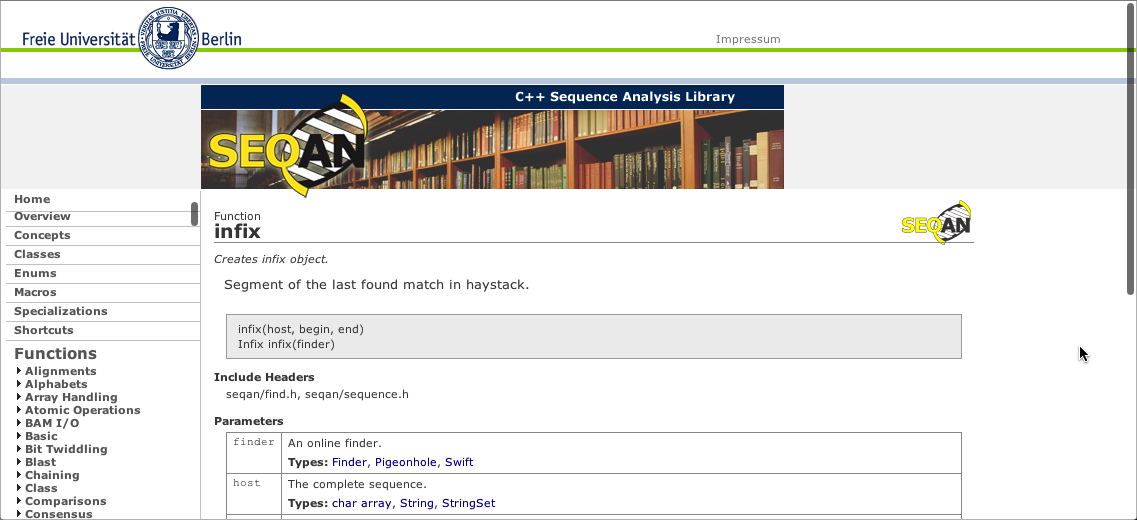 Freie Universität Berlin
Impressum
C++ Sequence Analysis Library
SEQAN
Home
Overview
Concepts
Classes
Enums
Macros
Specializations
Shortcuts
Functions
Alignments
Alphabets
Array Handling
Atomic Operations
BAM I/O
Basic
Bit Twiddling
Blast
Chaining
Class
Comparisons
Consensus
Function
infix
SEQAN
Creates infix object.
Segment of the last found match in haystack.
infix(host, begin, end)
Infix infix(finder)
Include Headers
seqan/find.h, seqan/sequence.h
Parameters
finder
An online finder.
Types: Finder, Pigeonhole, Swift
host
The complete sequence.
Types: char array, String, StringSet